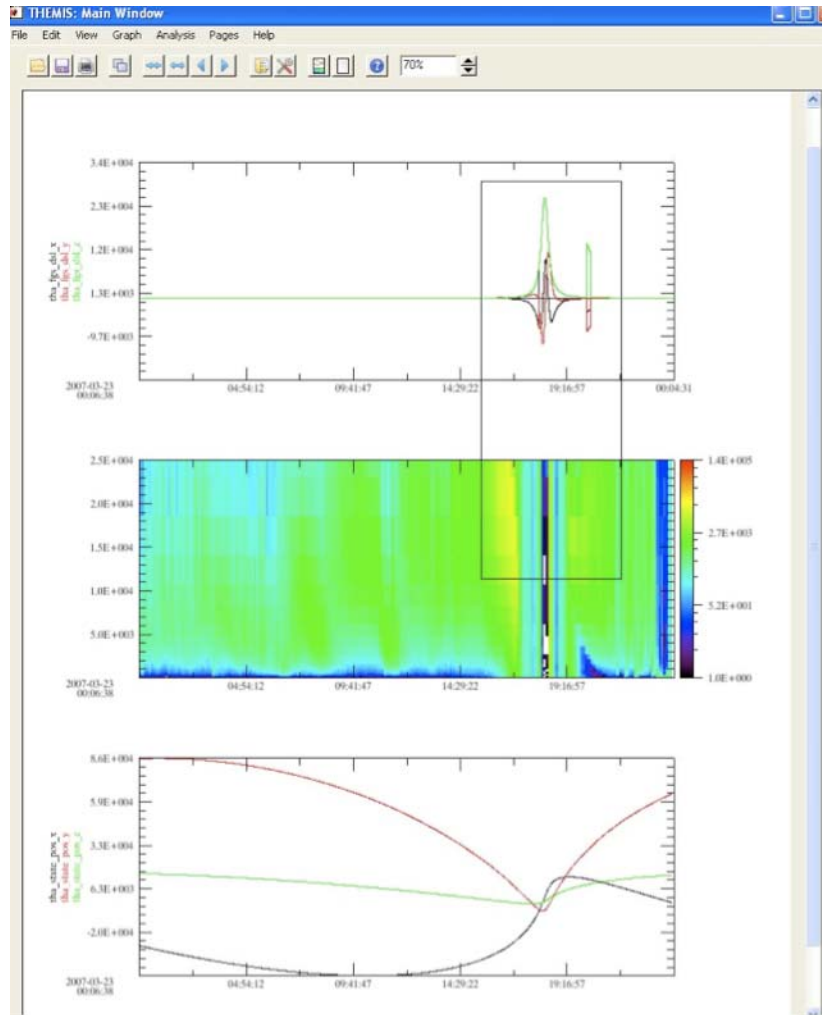 THEMIS: Main Window
File Edit View Graph Analysis Pages Help
70%
3.4E+004
2.3E+004
1.2E+004
1.3E+003
-9.7E+003
tha_fgs_dsl_x
tha_fgs_dsl_y
tha_fgs_dsl_z
2007-03-23
00:06:38 04:54:12 09:41:47 14:29:22 19:16:57 00:04:31
2.5E+004
2.0E+004
1.5E+004
1.0E+004
5.0E+003
1.4E+005
2.7E+003
5.2E+001
1.0E+000
2007-03-23
00:06:38 04:54:12 09:41:47 14:29:22 19:16:57
8.6E+004
5.9E+004
3.3E+004
6.3E+003
-2.0E+004
tha_state_pos_x
tha_state_pos_y
tha_state_pos_z
2007-03-23
00:06:38 04:54:12 09:41:47 14:29:22 19:16:57